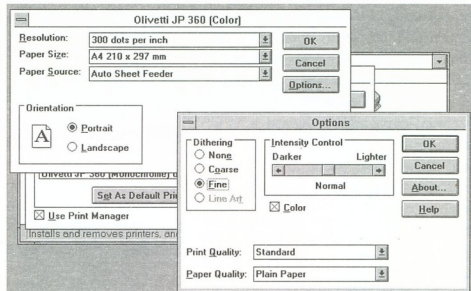 Olivetti JP 360 (Color)
Resolution: 300 dots per inch
Paper Size: A4 210 x 297 mm
Paper Source: Auto Sheet Feeder
OK
Cancel
Options...
Orientation
A
Portrait
Landscape
Olivetti JP 360 (Monochrome)
Set As Default
Use Print Manager
Installs and removes printers, and
Options
Dithering
None
Coarse
Fine
Line Art
Intensity Control
Darker Lighter
Normal
Color
OK
Cancel
About...
Help
Print Quality: Standard
Paper Quality: Plain Paper